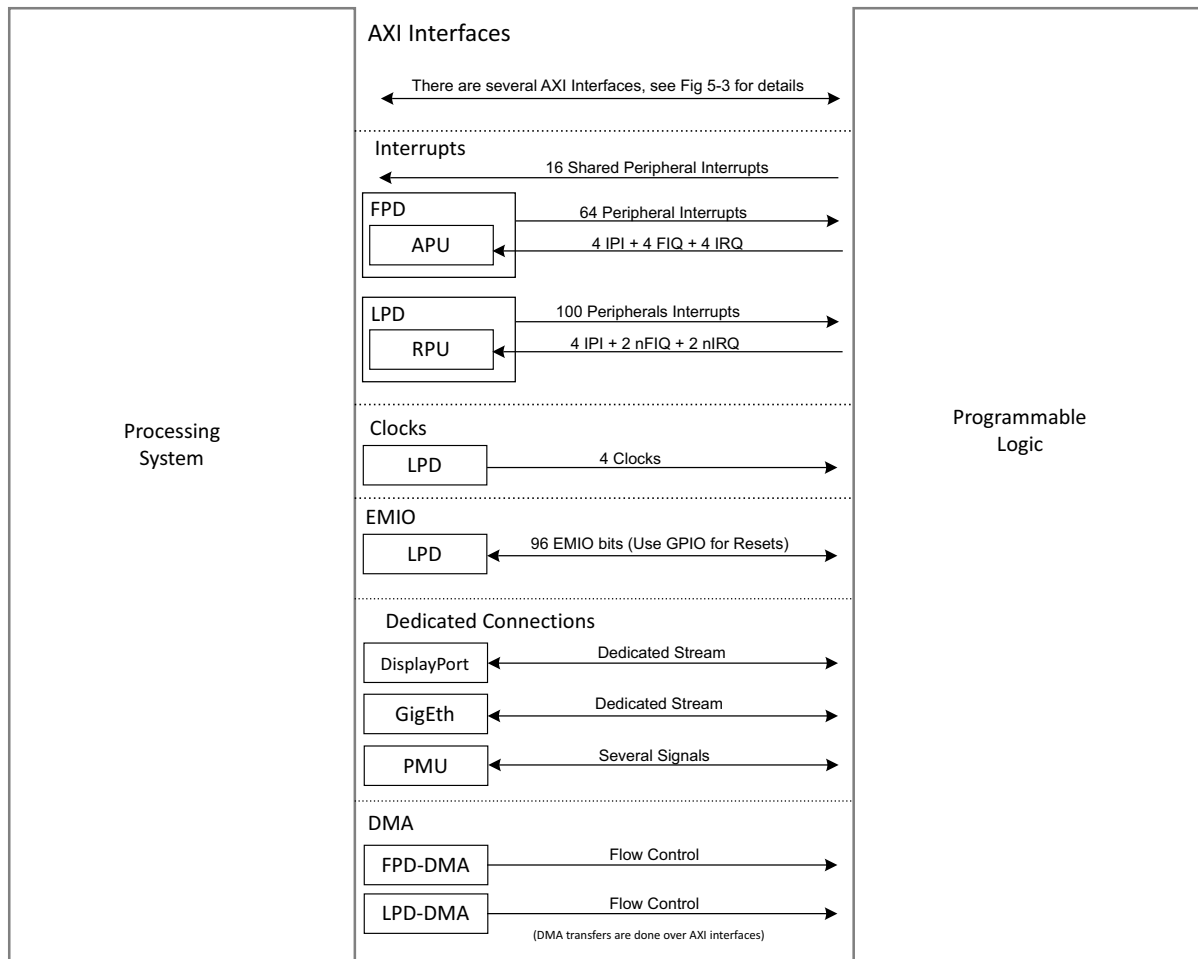 AXI Interfaces
There are several AXI Interfaces, see Fig 5-3 for details
Interrupts
16 Shared Peripheral Interrupts
FPD
64 Peripheral Interrupts
APU
4 IPI + 4 FIQ + 4 IRQ
LPD
100 Peripherals Interrupts
RPU
4 IPI + 2 nFIQ + 2 nIRQ
Processing
System
Programmable
Logic
Clocks
LPD
4 Clocks
EMIO
LPD
96 EMIO bits (Use GPIO for Resets)
Dedicated Connections
DisplayPort
Dedicated Stream
GigEth
Dedicated Stream
PMU
Several Signals
DMA
FPD-DMA
Flow Control
LPD-DMA
Flow Control
(DMA transfers are done over AXI interfaces)